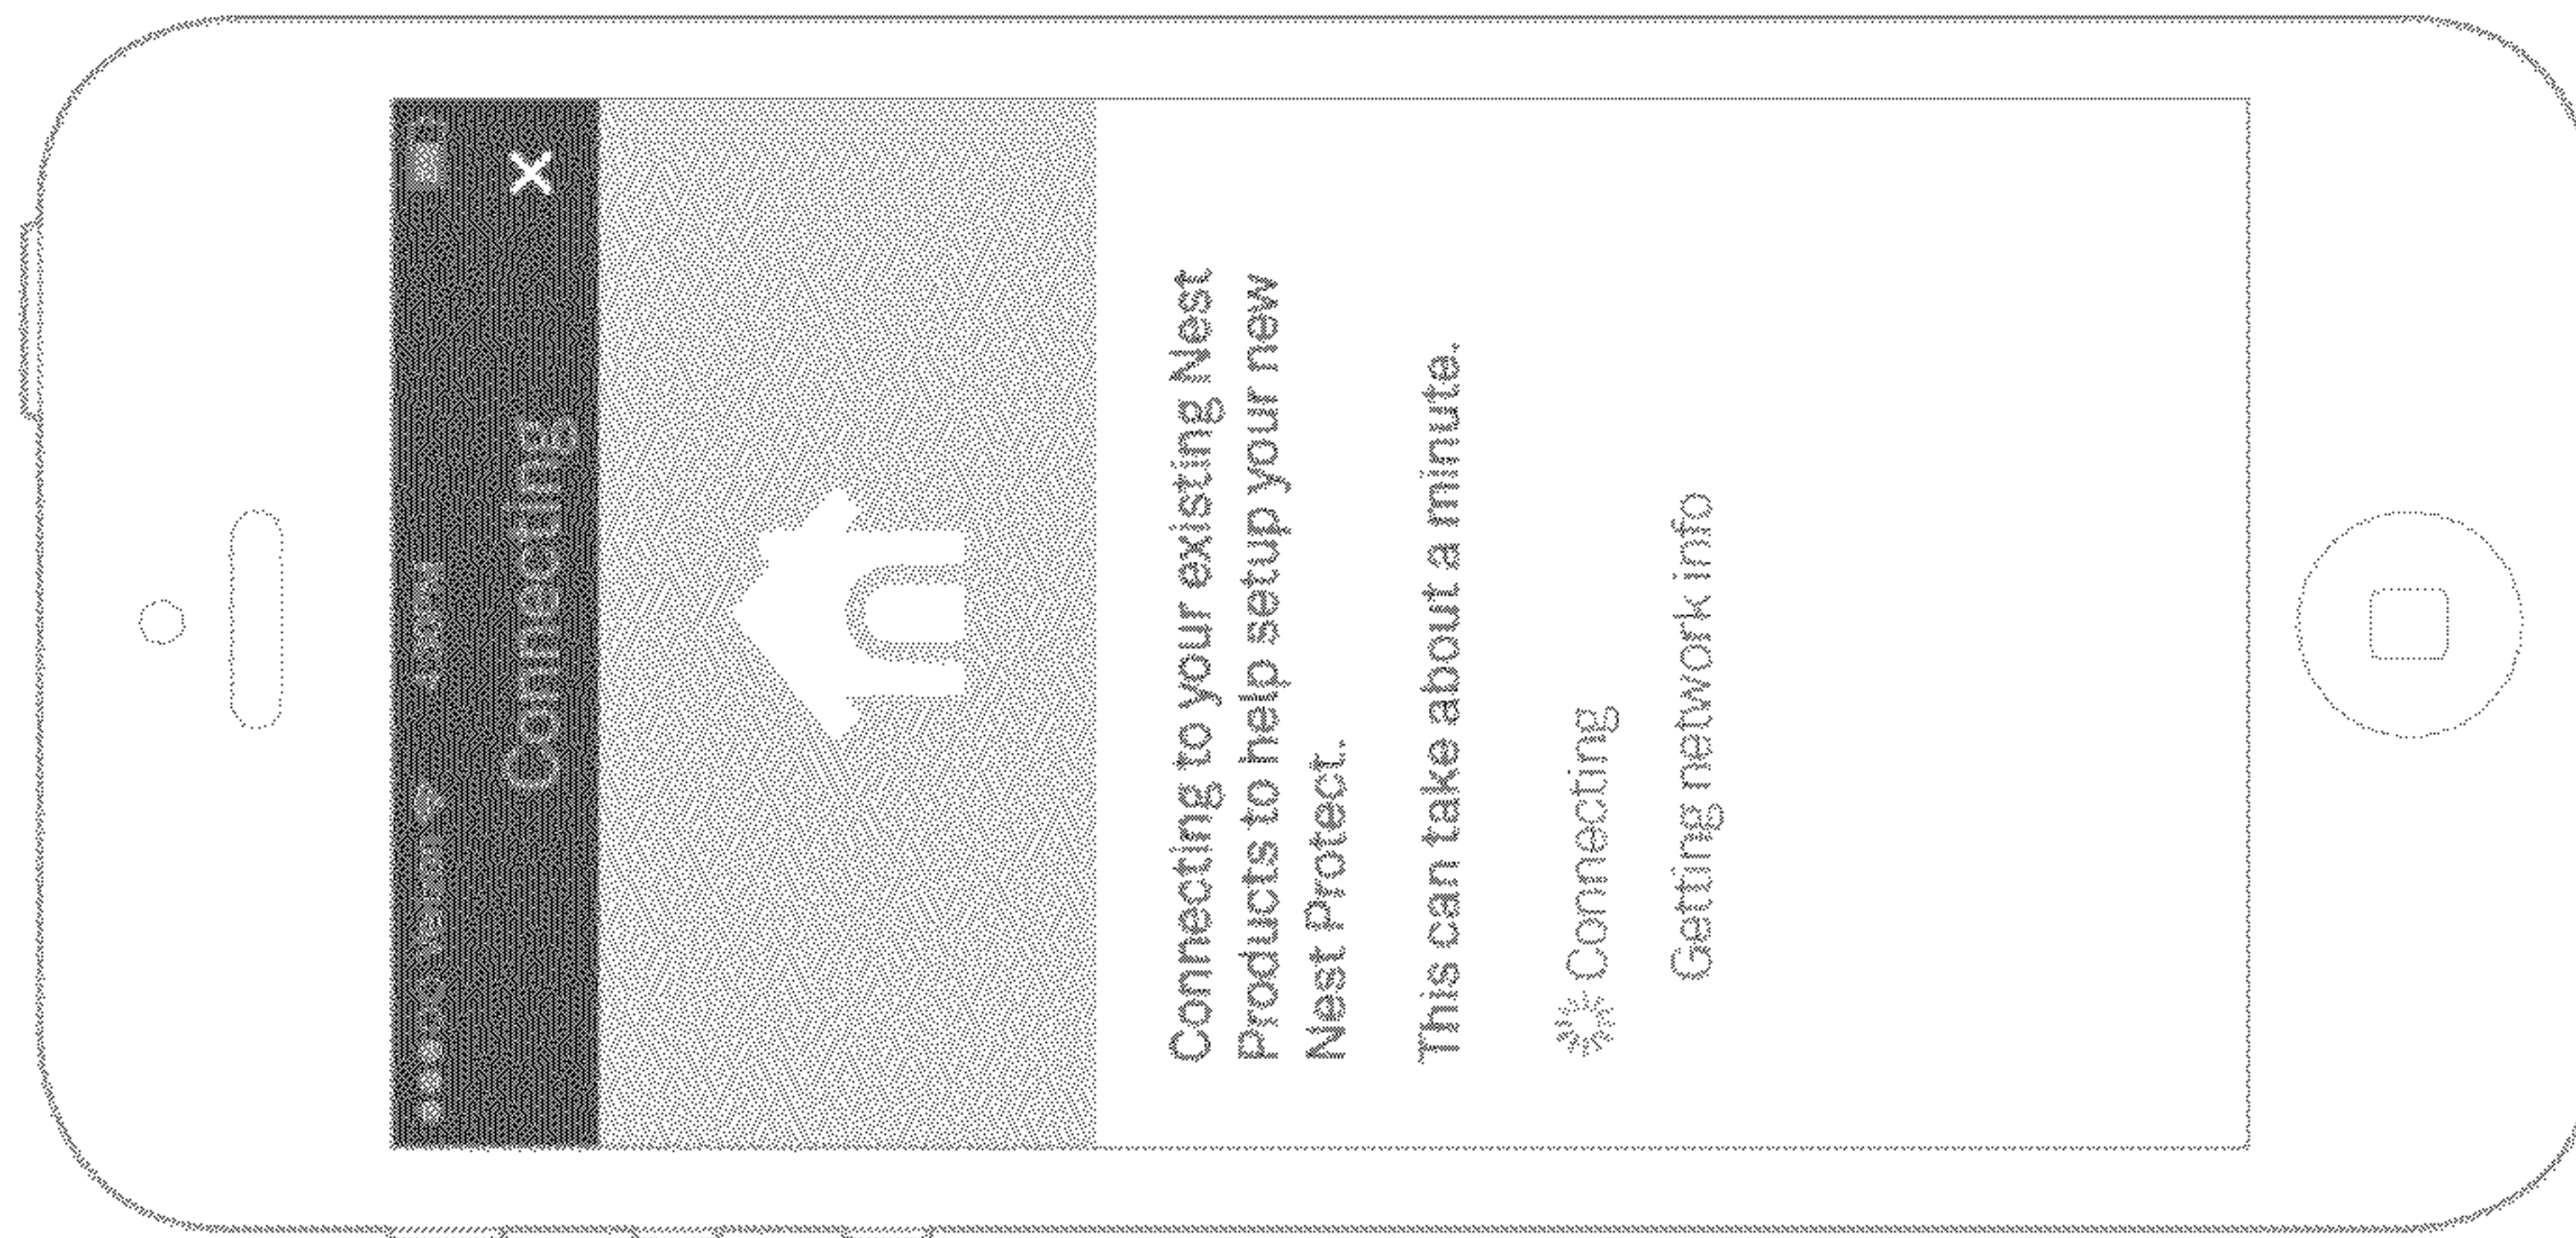 Verizon
Connecting
×
Connecting to your existing Nest
Products to help setup your new
Nest Protect.
This can take about a minute.
Connecting
Getting network info